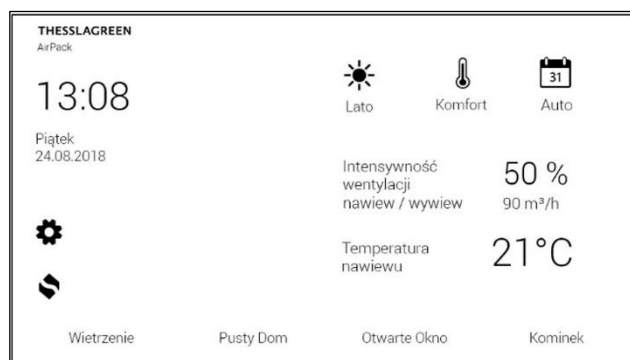 THESSLAGREEN
AirPack
13:08
Piątek
24.08.2018
31
Lato
Komfort
Auto
Intensywność
wentylacji
nawiew / wywiew
50 %
90 m³/h
Temperatura
nawiewu
21°C
Wietrzenie
Pusty Dom
Otwarte Okno
Kominek